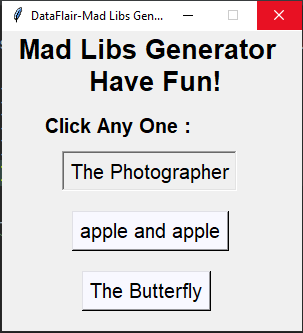 DataFlair-Mad Libs Gen...
Mad Libs Generator
Have Fun!
Click Any One :
The Photographer
apple and apple
The Butterfly